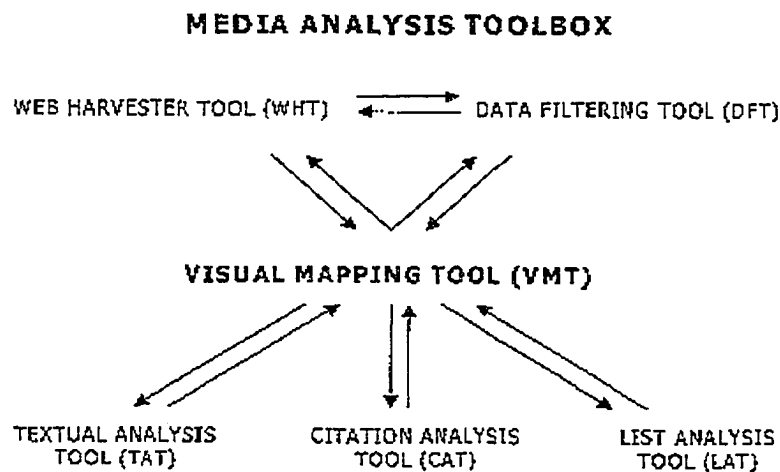 MEDIA ANALYSIS TOOLBOX
WEB HARVESTER TOOL (WHT)
DATA FILTERING TOOL (DFT)
VISUAL MAPPING TOOL (VMT)
TEXTUAL ANALYSIS
TOOL (TAT)
CITATION ANALYSIS
TOOL (CAT)
LIST ANALYSIS
TOOL (LAT)